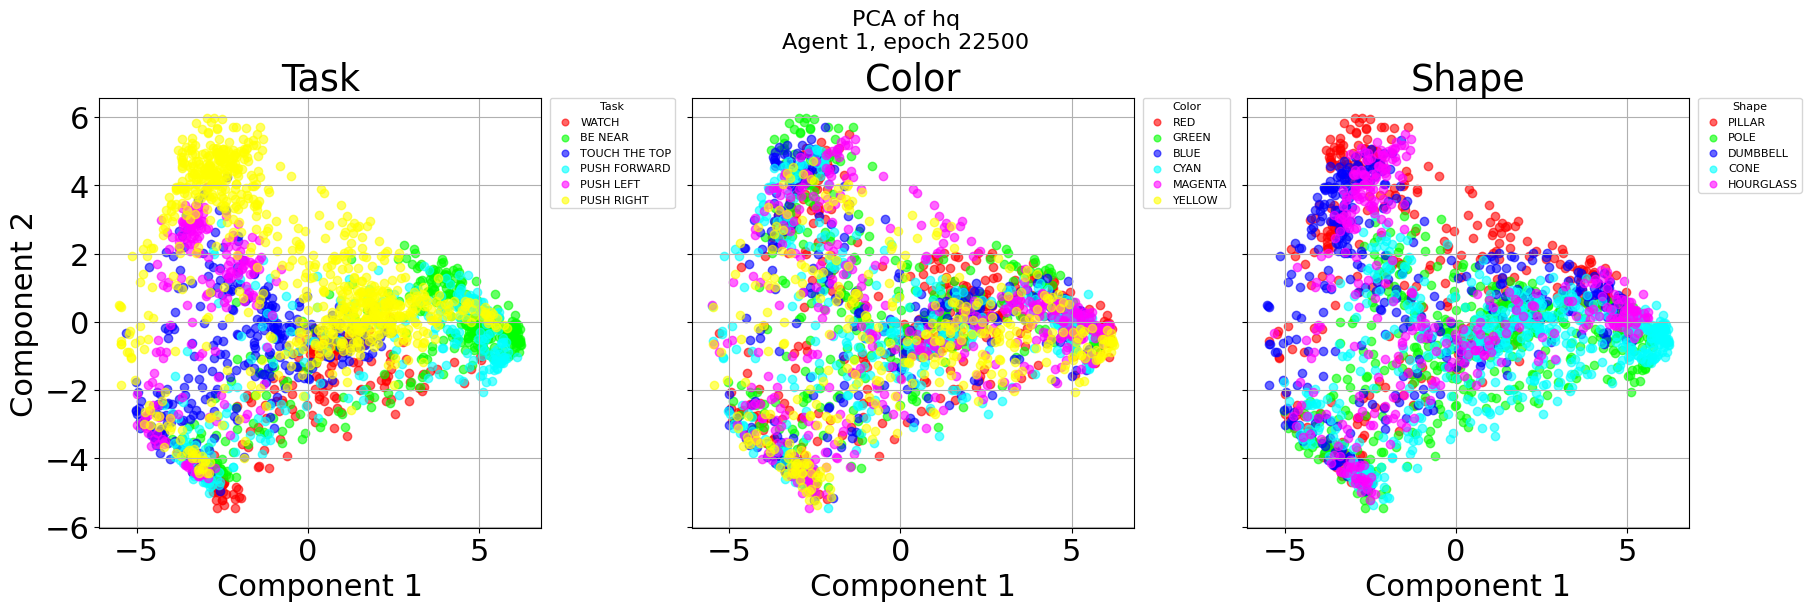 PCA of hq
Agent 1, epoch 22500
Task
Color
Shape
Component 2
6
4
2
0
−2
−4
−6
−5
0
5
Component 1
Task
WATCH
BE NEAR
TOUCH THE TOP
PUSH FORWARD
PUSH LEFT
PUSH RIGHT
−5
0
5
Component 1
Color
RED
GREEN
BLUE
CYAN
MAGENTA
YELLOW
−5
0
5
Component 1
Shape
PILLAR
POLE
DUMBBELL
CONE
HOURGLASS